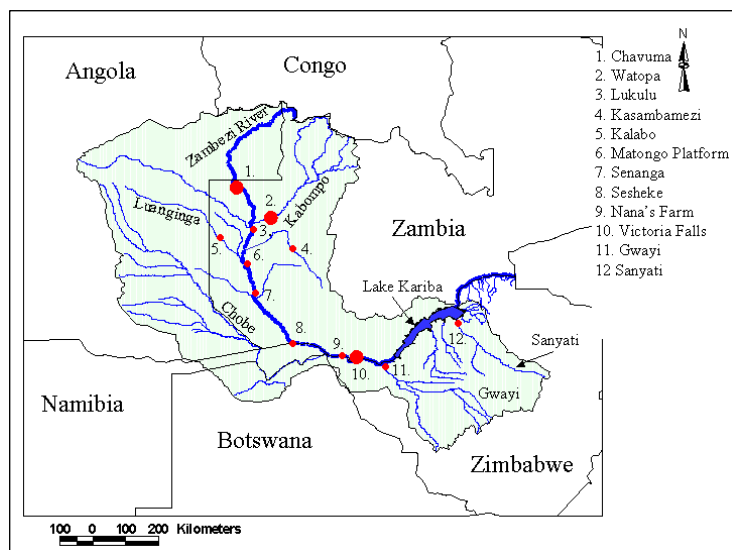 Angola
Congo
N
1. Chavuma
2. Watopa
3. Lukulu
4. Kasambamezi
5. Kalabo
6. Matongo Platform
7. Senanga
8. Sesheke
9. Nana's Farm
10. Victoria Falls
11. Gwayi
12 Sanyati
Zambezi River
1.
2.
Kabompo
Luanginga
3
4
5.
6.
Zambia
Lake Kariba
7.
Chobe
8.
9.
10.
11.
12.
Sanyati
Gwayi
Namibia
Botswana
Zimbabwe
100 0 100 200 Kilometers